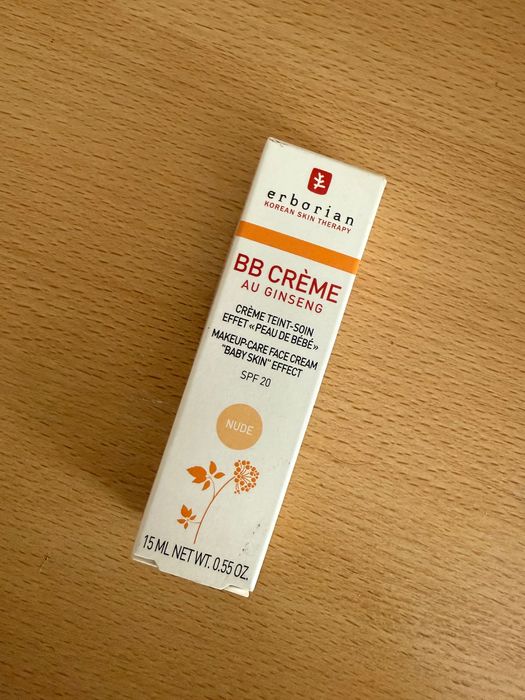 erborian
KOREAN SKIN THERAPY
BB CRÈME
AU GINSENG
CRÈME TEINT-SOIN
EFFET « PEAU DE BÉBÉ »
MAKEUP-CARE FACE CREAM
"BABY SKIN" EFFECT
SPF 20
NUDE
15 ML NET WT. 0.55 OZ.